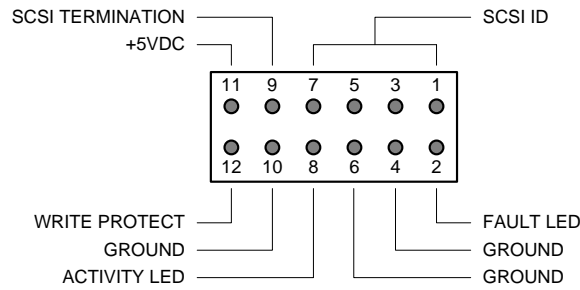 SCSI TERMINATION SCSI ID
+5VDC
11 9 7 5 3 1
12 10 8 6 4 2
WRITE PROTECT FAULT LED
GROUND GROUND
ACTIVITY LED GROUND